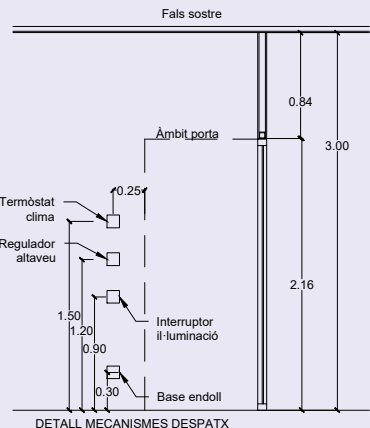 Fals sostre
0.84
Àmbit porta
3.00
0.25
Termòstat
clima
Regulador
altaveu
2.16
1.50
1.20
0.90
Interruptor
il·luminació
0.30
Base endoll
DETALL MECANISMES DESPATX